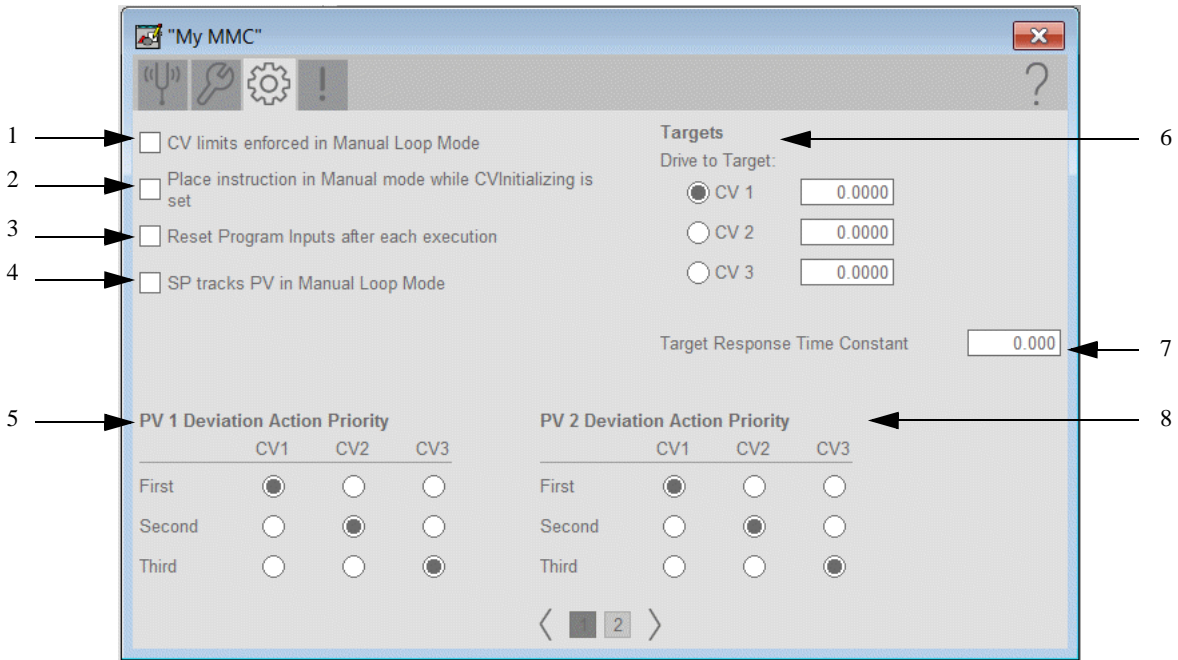 "My MMC"
1
CV limits enforced in Manual Loop Mode
2
Place instruction in Manual mode while CVInitializing is
set
3
Reset Program Inputs after each execution
4
SP tracks PV in Manual Loop Mode
Targets
6
Drive to Target:
CV 1 0.0000
CV 2 0.0000
CV 3 0.0000
Target Response Time Constant 0.000
7
5
PV 1 Deviation Action Priority
CV1 CV2 CV3
First
Second
Third
PV 2 Deviation Action Priority
8
CV1 CV2 CV3
First
Second
Third
1 2